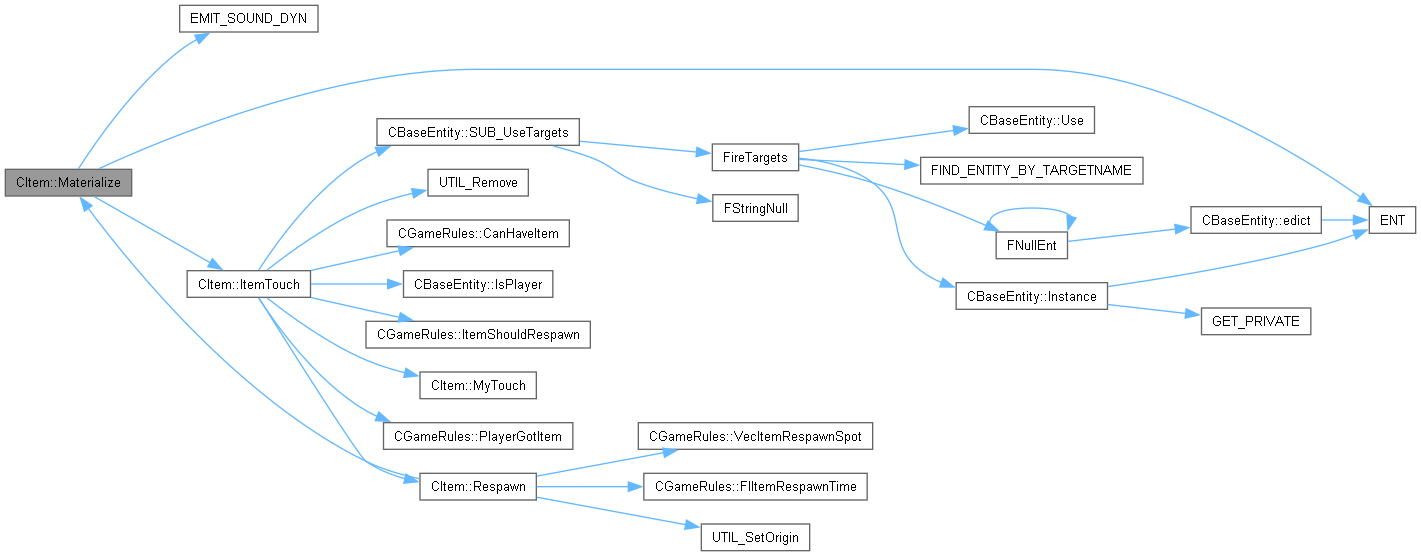 EMIT_SOUND_DYN
CItem::Materialize
CItem::ItemTouch
CBaseEntity::SUB_UseTargets
UTIL_Remove
CGameRules::CanHaveItem
CBaseEntity::IsPlayer
CGameRules::ItemShouldRespawn
CItem::MyTouch
CGameRules::PlayerGotItem
CItem::Respawn
FireTargets
FStringNull
CGameRules::VecItemRespawnSpot
CGameRules::FlItemRespawnTime
UTIL_SetOrigin
CBaseEntity::Use
FIND_ENTITY_BY_TARGETNAME
FNullEnt
CBaseEntity::Instance
CBaseEntity::edict
GET_PRIVATE
ENT